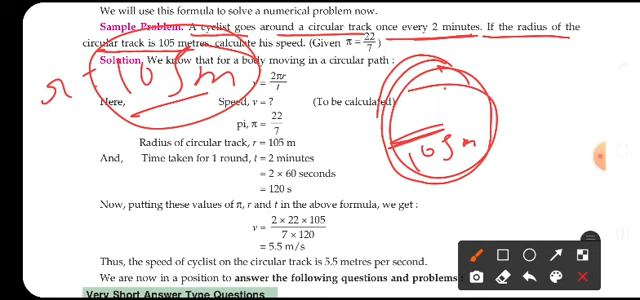 We will use this formula to solve a numerical problem now.
Sample Problem. A cyclist goes around a circular track once every 2 minutes. If the radius of the
circular track is 105 metres, calculate his speed. (Given π = 22/7)
Solution. We know that for a body moving in a circular path :
r = 105 m
v = 2πr/t
Here, Speed, v = ? (To be calculated)
105 m
pi, π = 22/7
Radius of circular track, r = 105 m
And, Time taken for 1 round, t = 2 minutes
= 2 × 60 seconds
= 120 s
Now, putting these values of π, r and t in the above formula, we get :
v = 2 × 22 × 105 / 7 × 120
= 5.5 m/s
Thus, the speed of cyclist on the circular track is 5.5 metres per second.
We are now in a position to answer the following questions and problems :
Very Short Answer Type Questions